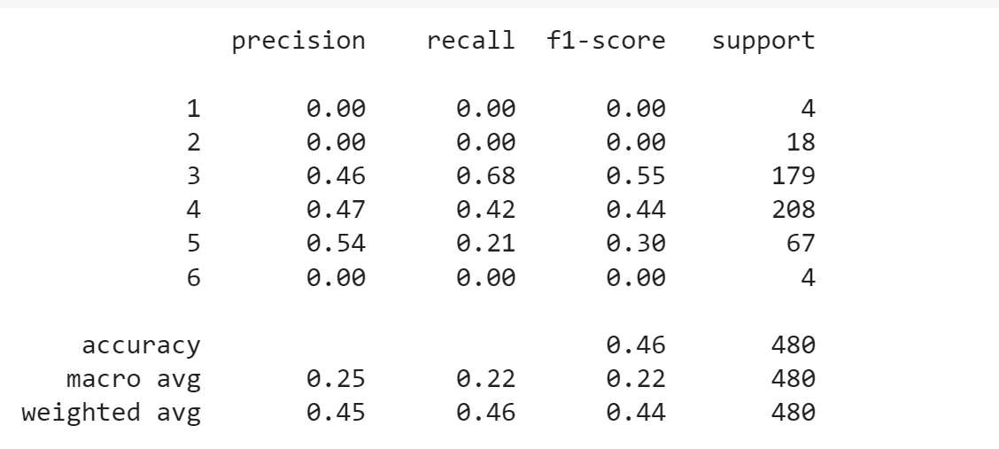 precision recall f1-score support
1 0.00 0.00 0.00 4
2 0.00 0.00 0.00 18
3 0.46 0.68 0.55 179
4 0.47 0.42 0.44 208
5 0.54 0.21 0.30 67
6 0.00 0.00 0.00 4
accuracy 0.46 480
macro avg 0.25 0.22 0.22 480
weighted avg 0.45 0.46 0.44 480